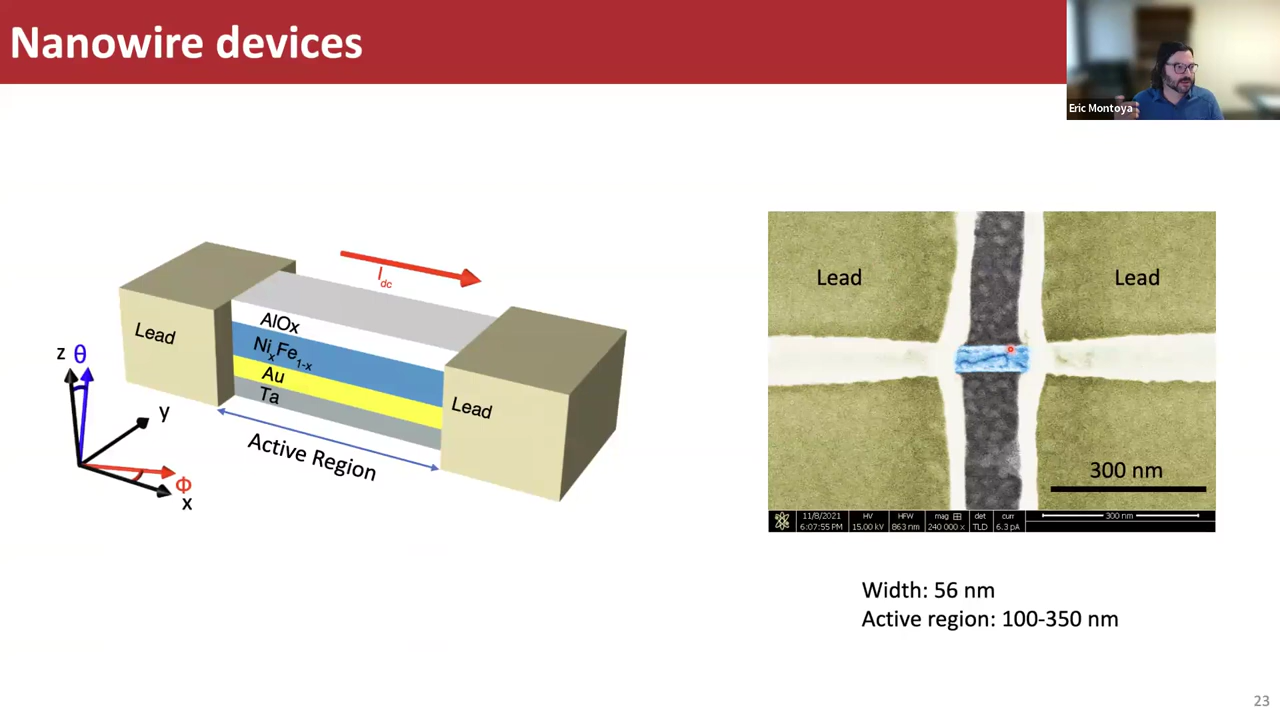 Nanowire devices
Eric Montoya
I dc
Lead
AlOx
NixFe1-x
Au
Ta
Lead
Active Region
z θ
y
Φ
x
Lead
Lead
300 nm
11/8/2021 HV HFW mag det curr
6:07:55 PM 15.00 kV 863 nm 240 000 x TLD 6.3 pA
300 nm
Width: 56 nm
Active region: 100-350 nm
23